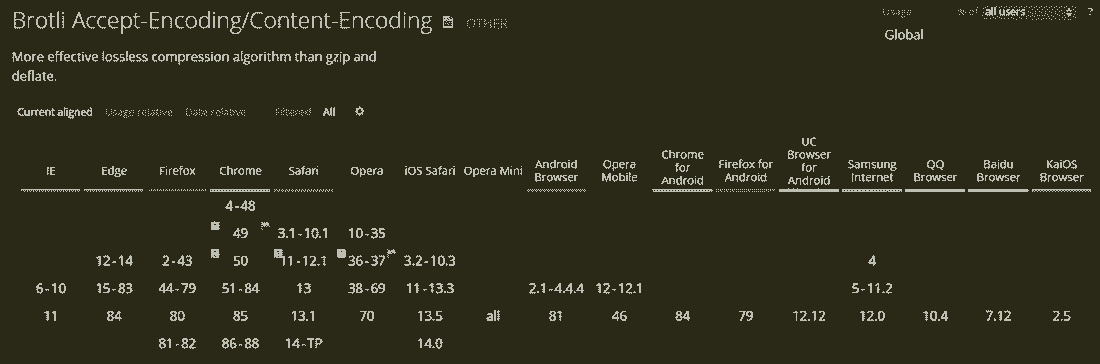 Brotli Accept-Encoding/Content-Encoding OTHER
Usage % of all users ?
Global
More effective lossless compression algorithm than gzip and
deflate.
Current aligned Usage relative Date relative Filtered All
IE Edge Firefox Chrome Safari Opera iOS Safari Opera Mini Android Browser Opera Mobile Chrome for Android Firefox for Android UC Browser for Android Samsung Internet QQ Browser Baidu Browser KaiOS Browser
4-48
49 3.1-10.1 10-35
12-14 2-43 50 11-12.1 36-37 3.2-10.3 4
6-10 15-83 44-79 51-84 13 38-69 11-13.3 2.1-4.4.4 12-12.1 5-11.2
11 84 80 85 13.1 70 13.5 all 81 46 84 79 12.12 12.0 10.4 7.12 2.5
81-82 86-88 14-TP 14.0